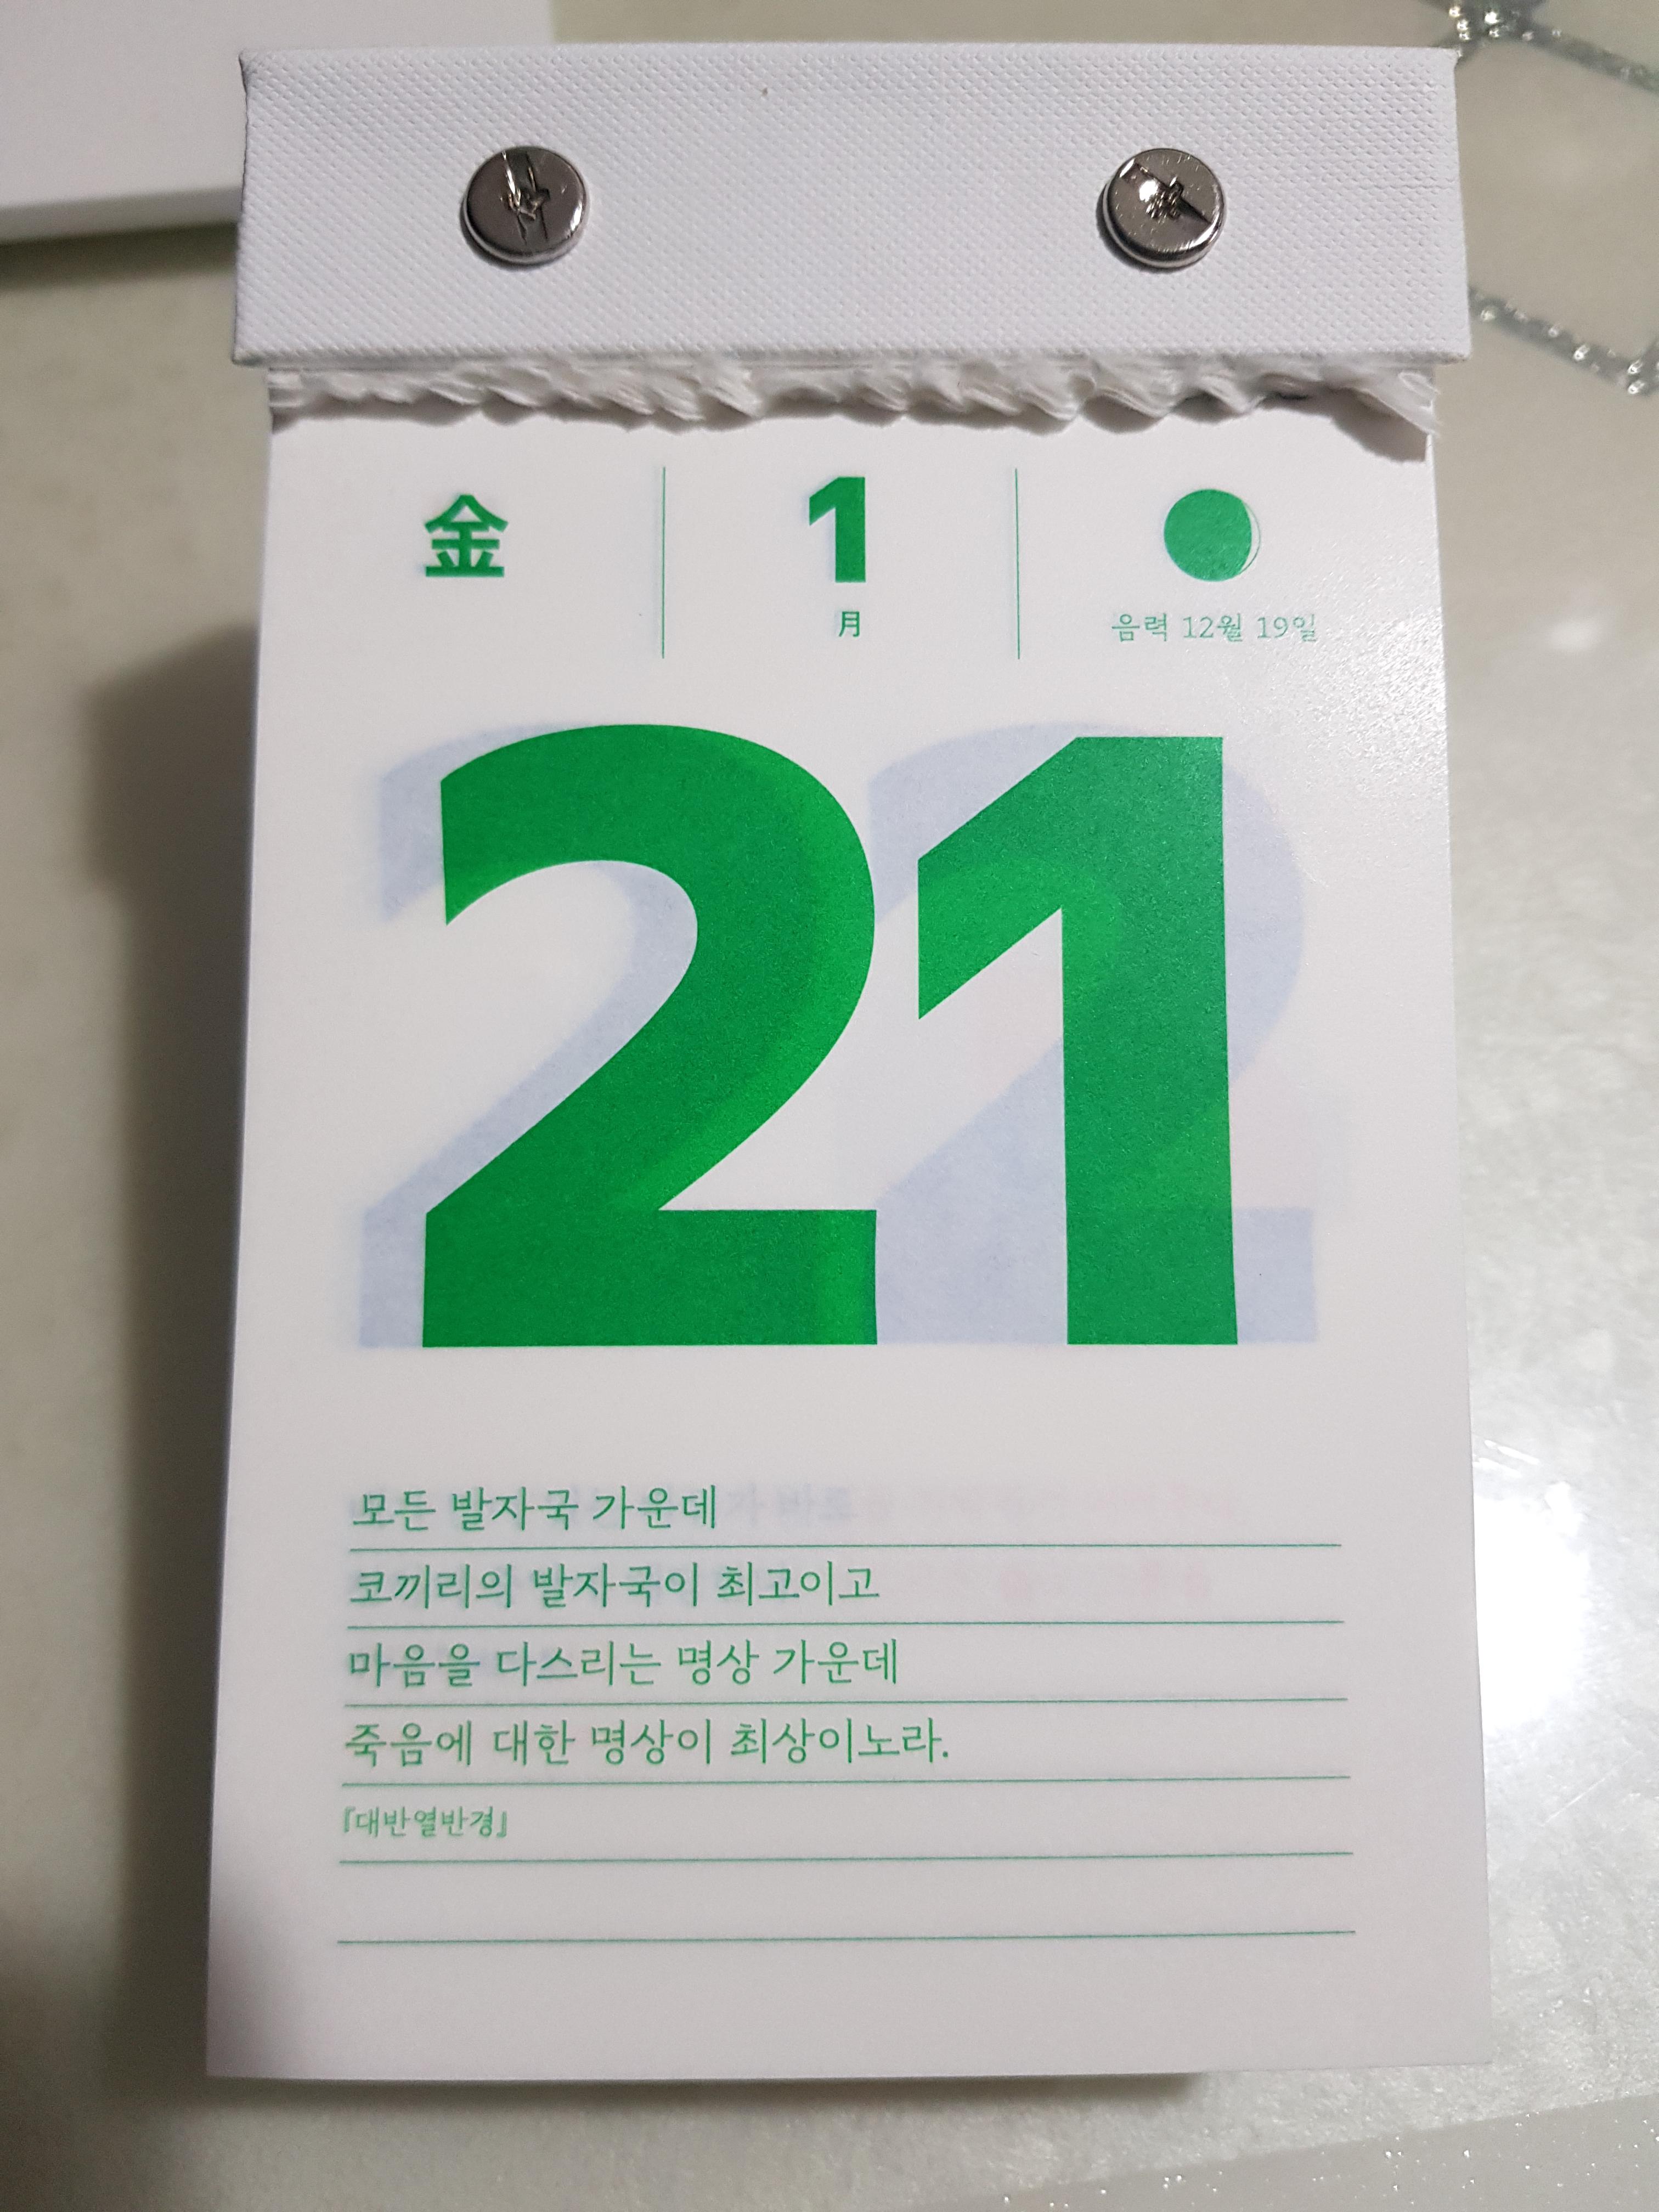 金
1
月
음력 12월 19일
21
모든 발자국 가운데
코끼리의 발자국이 최고이고
마음을 다스리는 명상 가운데
죽음에 대한 명상이 최상이노라.
『대반열반경』